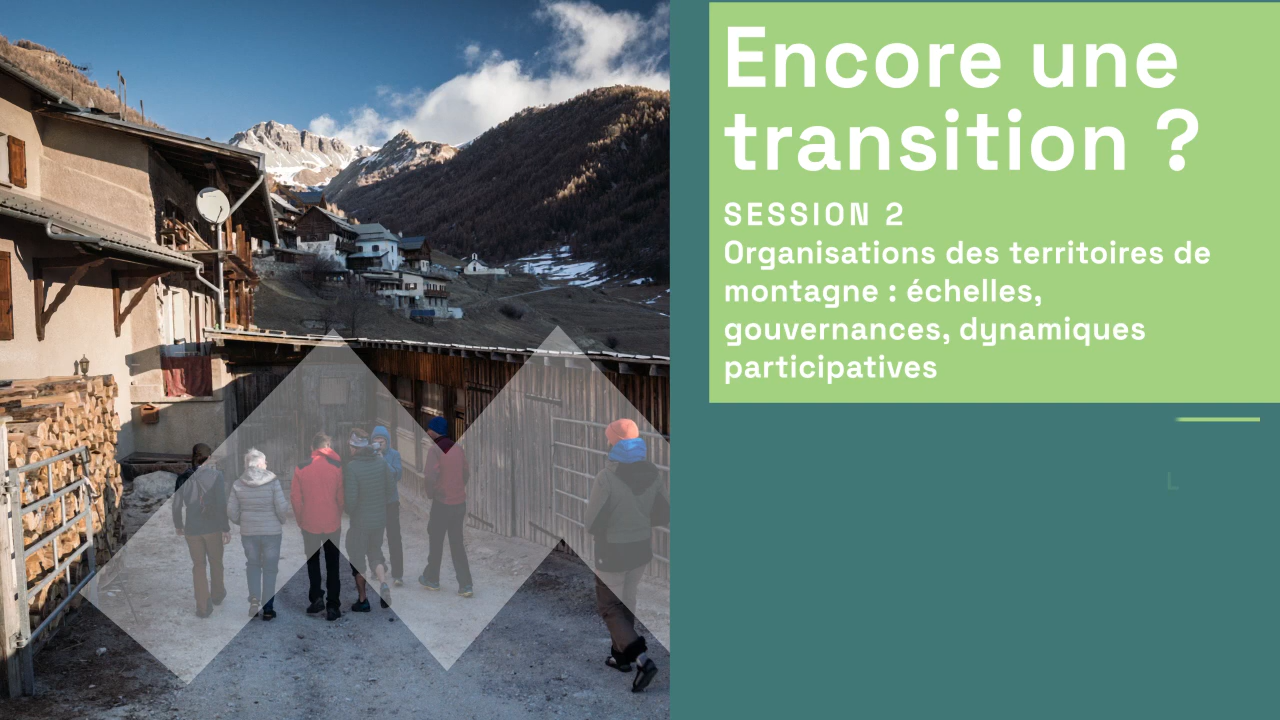 Encore une
transition ?
SESSION 2
Organisations des territoires de
montagne : échelles,
gouvernances, dynamiques
participatives
L